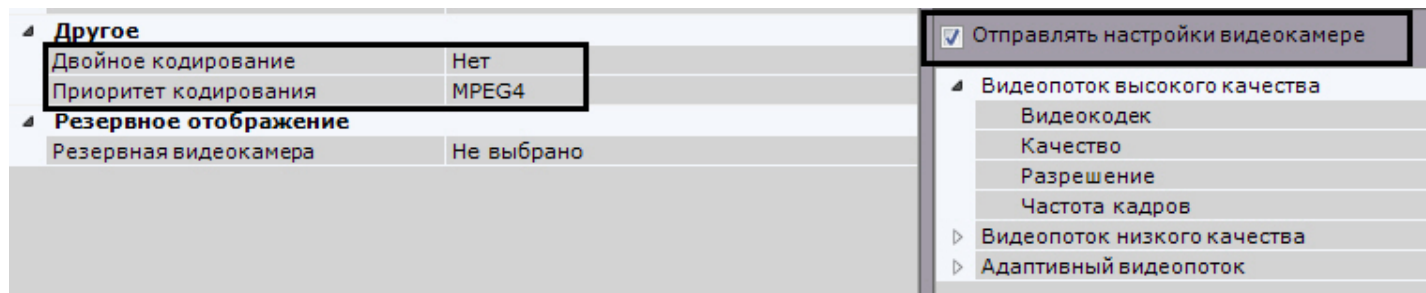 Другое
Двойное кодирование Нет
Приоритет кодирования MPEG4
Резервное отображение
Резервная видеокамера Не выбрано
Отправлять настройки видеокамере
Видеопоток высокого качества
Видеокодек
Качество
Разрешение
Частота кадров
Видеопоток низкого качества
Адаптивный видеопоток